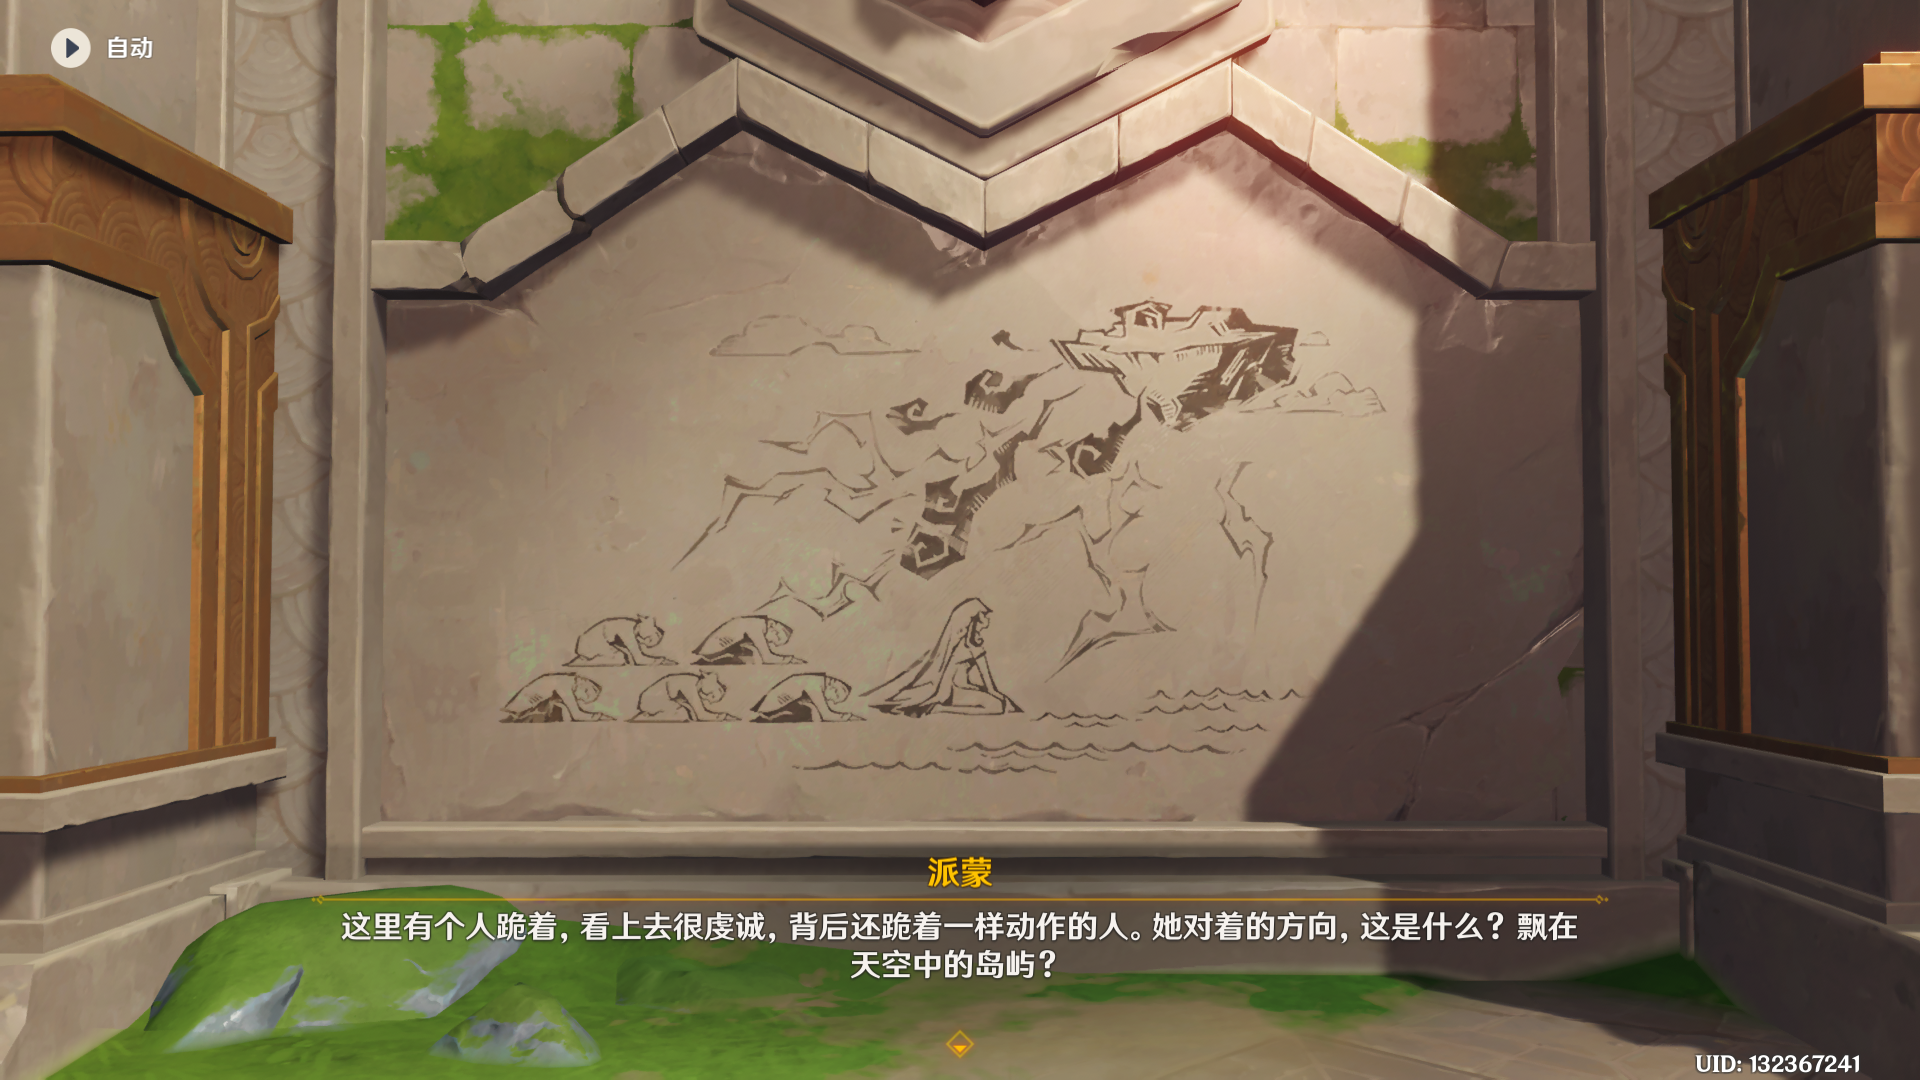 自动
派蒙
这里有个人跪着，看上去很虔诚，背后还跪着一样动作的人。她对着的方向，这是什么？飘在
天空中的岛屿？
UID: 132367241